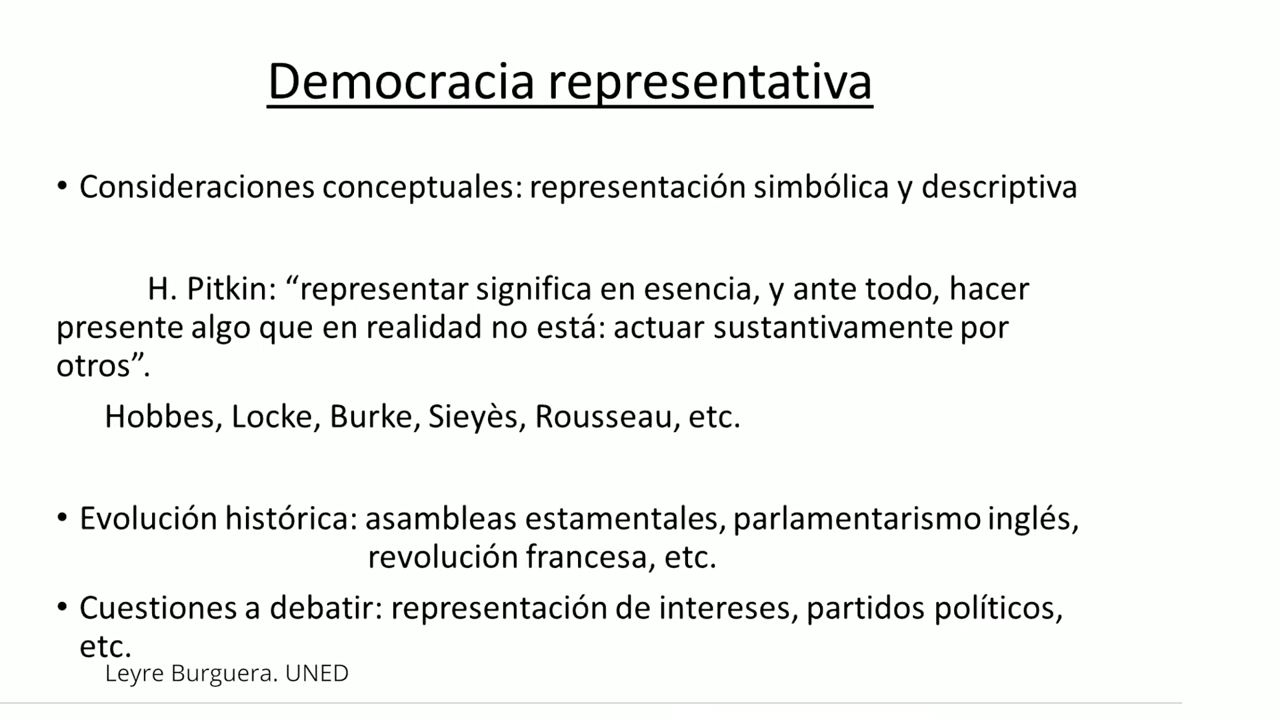 Democracia representativa
• Consideraciones conceptuales: representación simbólica y descriptiva
H. Pitkin: “representar significa en esencia, y ante todo, hacer
presente algo que en realidad no está: actuar sustantivamente por
otros”.
Hobbes, Locke, Burke, Sieyès, Rousseau, etc.
• Evolución histórica: asambleas estamentales, parlamentarismo inglés,
revolución francesa, etc.
• Cuestiones a debatir: representación de intereses, partidos políticos,
etc.
Leyre Burguera. UNED